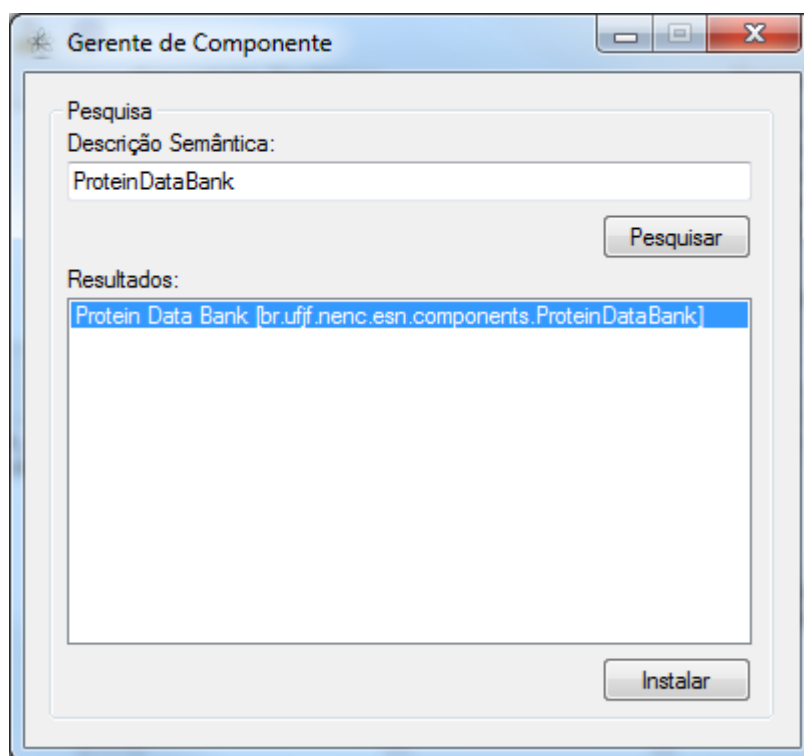 Gerente de Componente
Pesquisa
Descrição Semântica:
ProteinDataBank
Pesquisar
Resultados:
Protein Data Bank [br.ufjf.nenc.esn.components.ProteinDataBank]
Instalar